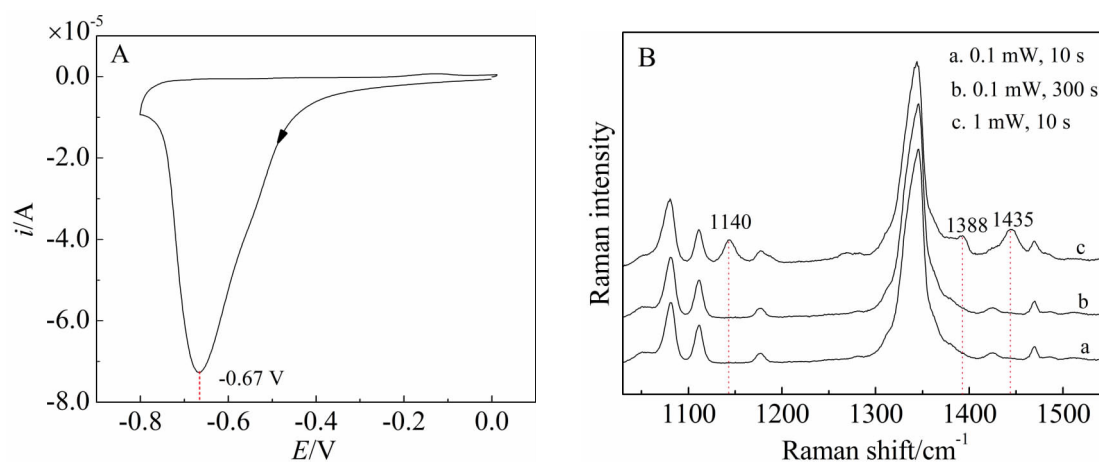 ×10⁻⁵
A
0.0
-2.0
-4.0
-6.0
-8.0
i/A
-0.67 V
-0.8 -0.6 -0.4 -0.2 0.0
E/V
B
a. 0.1 mW, 10 s
b. 0.1 mW, 300 s
c. 1 mW, 10 s
1140
1388 1435
c
b
a
Raman intensity
1100 1200 1300 1400 1500
Raman shift/cm⁻¹